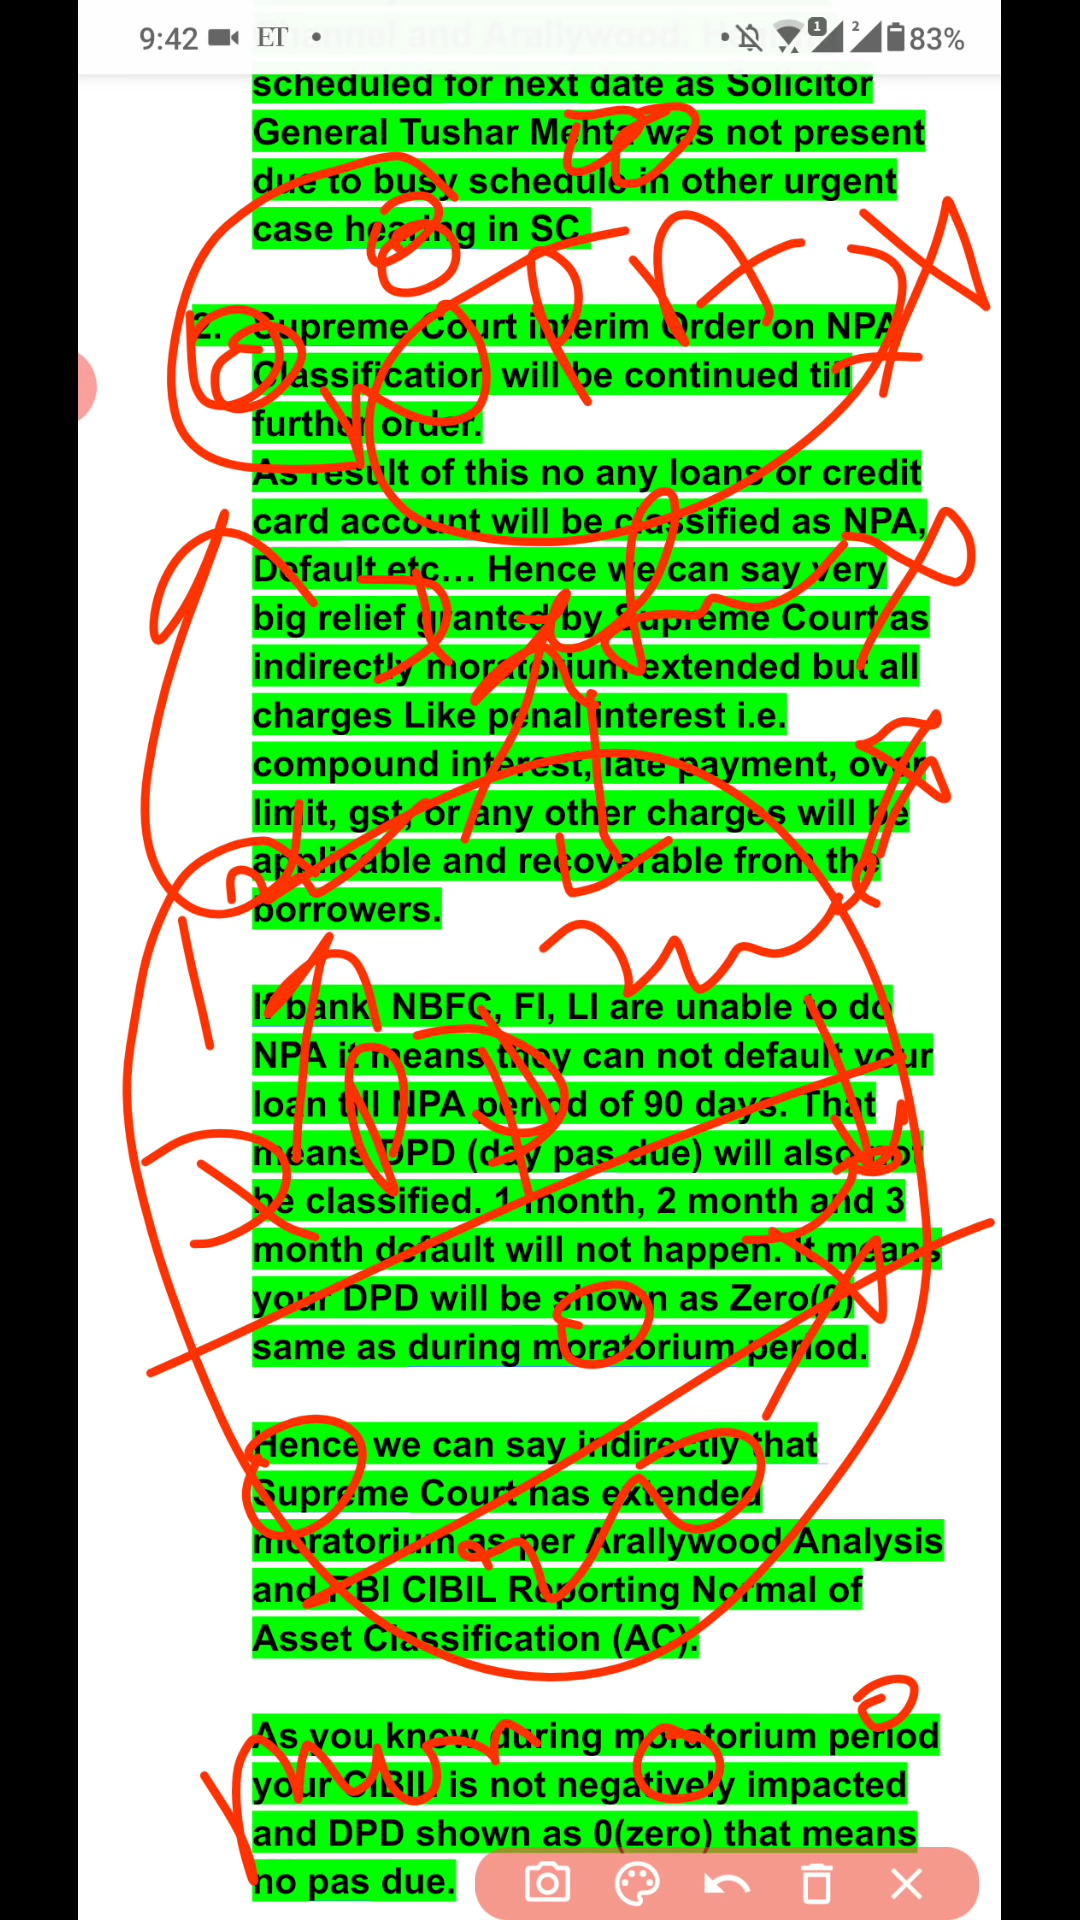 9:42 ET
1 2 83%
Channel and Arallywood.
scheduled for next date as Solicitor
General Tushar Mehta was not present
due to busy schedule in other urgent
case hearing in SC.
2. Supreme Court interim Order on NPA
Classification will be continued till
further order.
As result of this no any loans or credit
card account will be classified as NPA,
Default etc... Hence we can say very
big relief granted by Supreme Court as
indirectly moratorium extended but all
charges Like penal interest i.e.
compound interest, late payment, over
limit, gst, or any other charges will be
applicable and recoverable from the
borrowers.
If bank, NBFC, FI, LI are unable to do
NPA it means they can not default your
loan till NPA period of 90 days. That
means DPD (day pas due) will also not
be classified. 1 month, 2 month and 3
month default will not happen. It means
your DPD will be shown as Zero(0)
same as during moratorium period.
Hence we can say indirectly that
Supreme Court has extended
moratorium as per Arallywood Analysis
and RBI CIBIL Reporting Normal of
Asset Classification (AC).
As you know during moratorium period
your CIBIL is not negatively impacted
and DPD shown as 0(zero) that means
no pas due.